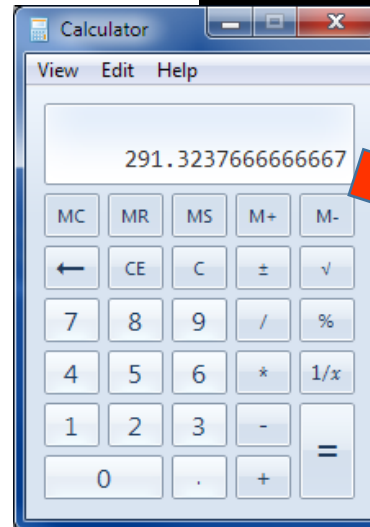 Calculator
View Edit Help
291.3237666666667
MC MR MS M+ M-
← CE C ± √
7 8 9 / %
4 5 6 * 1/x
1 2 3 - =
0 . +